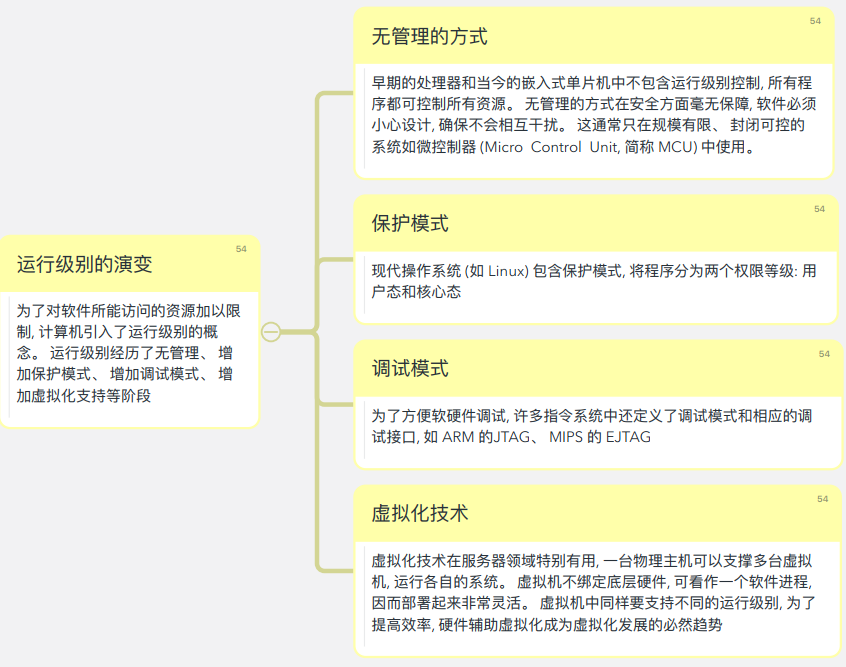 运行级别的演变
54
为了对软件所能访问的资源加以限
制, 计算机引入了运行级别的概
念。 运行级别经历了无管理、 增
加保护模式、 增加调试模式、 增
加虚拟化支持等阶段
无管理的方式
54
早期的处理器和当今的嵌入式单片机中不包含运行级别控制, 所有程
序都可控制所有资源。 无管理的方式在安全方面毫无保障, 软件必须
小心设计, 确保不会相互干扰。 这通常只在规模有限、 封闭可控的
系统如微控制器 (Micro Control Unit, 简称 MCU) 中使用。
保护模式
54
现代操作系统 (如 Linux) 包含保护模式, 将程序分为两个权限等级: 用
户态和核心态
调试模式
54
为了方便软硬件调试, 许多指令系统中还定义了调试模式和相应的调
试接口, 如 ARM 的JTAG、 MIPS 的 EJTAG
虚拟化技术
54
虚拟化技术在服务器领域特别有用, 一台物理主机可以支撑多台虚拟
机, 运行各自的系统。 虚拟机不绑定底层硬件, 可看作一个软件进程,
因而部署起来非常灵活。 虚拟机中同样要支持不同的运行级别, 为了
提高效率, 硬件辅助虚拟化成为虚拟化发展的必然趋势